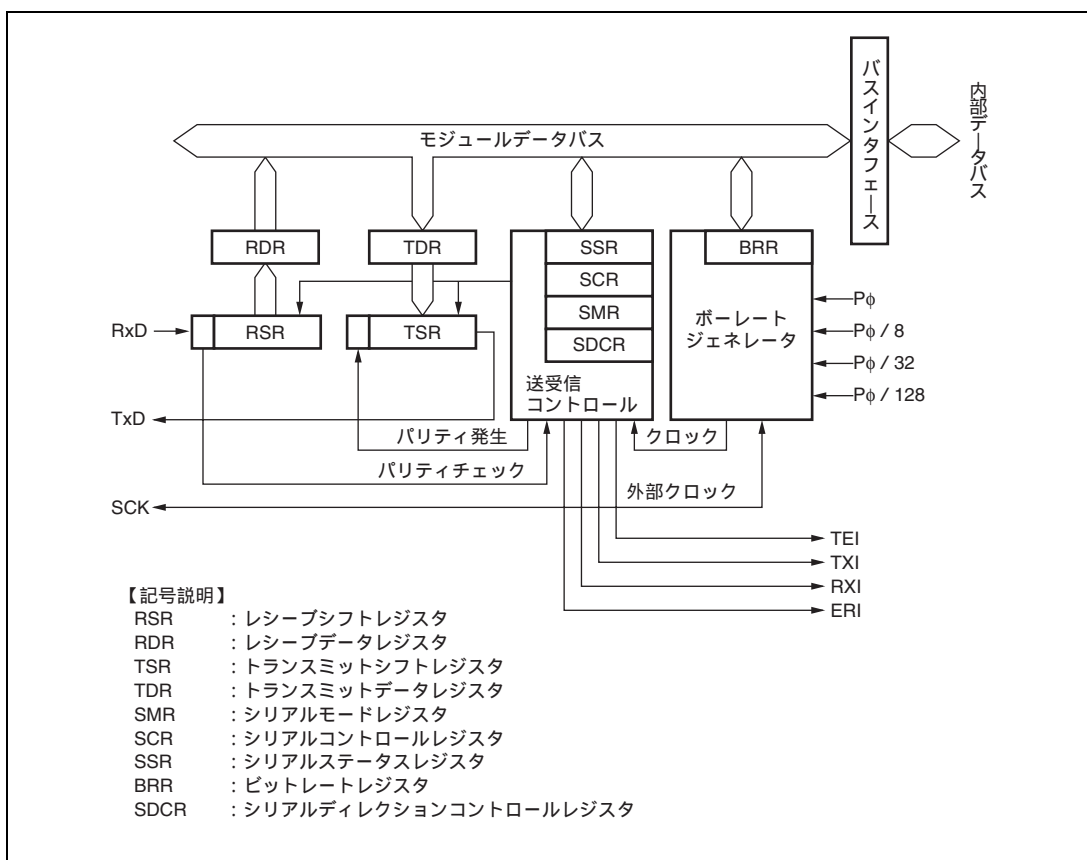 バスインタフェース
内部データバス
モジュールデータバス
RDR
TDR
SSR
BRR
SCR
RxD
RSR
TSR
SMR
SDCR
ボーレート
ジェネレータ
Pφ
Pφ / 8
Pφ / 32
Pφ / 128
送受信
コントロール
TxD
パリティ発生
クロック
パリティチェック
SCK
外部クロック
TEI
TXI
RXI
ERI
【記号説明】
RSR : レシーブシフトレジスタ
RDR : レシーブデータレジスタ
TSR : トランスミットシフトレジスタ
TDR : トランスミットデータレジスタ
SMR : シリアルモードレジスタ
SCR : シリアルコントロールレジスタ
SSR : シリアルステータスレジスタ
BRR : ビットレートレジスタ
SDCR : シリアルディレクションコントロールレジスタ